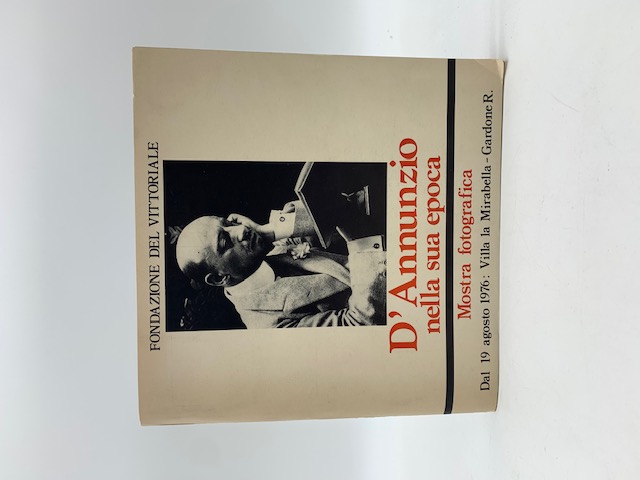 FONDAZIONE DEL VITTORIALE
D'Annunzio
nella sua epoca
Mostra fotografica
Dal 19 agosto 1976: Villa la Mirabella - Gardone R.